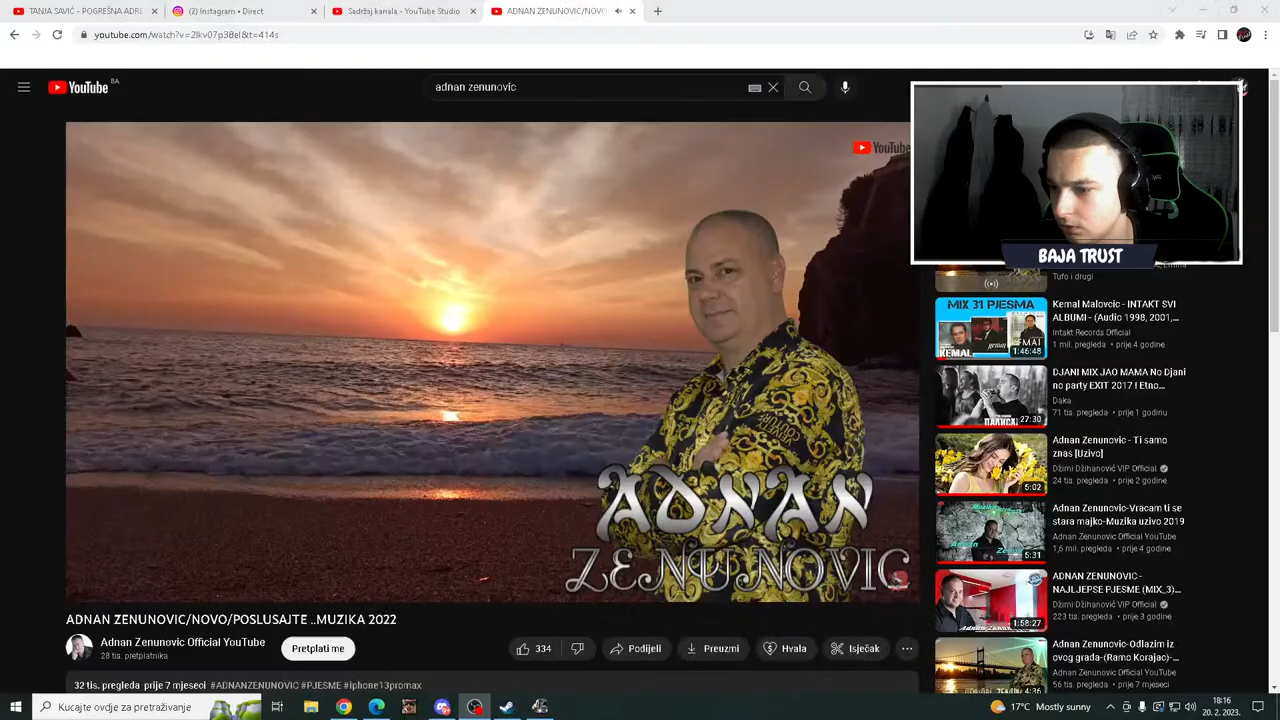 TANJA SAVIĆ - POGREŠNA ADRE
(2) Instagram • Direct
Sadržaj kanala - YouTube Studio
ADNAN ZENUNOVIC/NOVO/
youtube.com/watch?v=2lkv07p38eI&t=414s
YouTube BA
adnan zenunovic
YouTube
BAJA TRUST
Tufo i drugi
MIX 31 PJESMA
KEMAL
1:46:48
Kemal Malovcic - INTAKT SVI
ALBUMI - (Audio 1998, 2001,...
Intakt Records Official
1 mil. pregleda • prije 4 godine
27:30
DJANI MIX JAO MAMA No Djani
no party EXIT 2017 ! Etno...
Daka
71 tis. pregleda • prije 1 godinu
5:02
Adnan Zenunovic - Ti samo
znas [Uzivo]
Džimi Džihanović VIP Official
24 tis. pregleda • prije 2 godine
5:31
Adnan Zenunovic-Vracam ti se
stara majko-Muzika uzivo 2019
Adnan Zenunovic Official YouTube
1,6 mil. pregleda • prije 4 godine
1:58:27
ADNAN ZENUNOVIC -
NAJLJEPSE PJESME (MIX_3)...
Džimi Džihanović VIP Official
223 tis. pregleda • prije 3 godine
4:36
Adnan Zenunovic-Odlazim iz
ovog grada-(Ramo Korajac)-...
Adnan Zenunovic Official YouTube
56 tis. pregleda • prije 7 mjeseci
ADNAN
ZENUNOVIC
ADNAN ZENUNOVIC/NOVO/POSLUSAJTE ..MUZIKA 2022
Adnan Zenunovic Official YouTube
28 tis. pretplatnika
Pretplati me
334
Podijeli
Preuzmi
Hvala
Isječak
32 tis. pregleda prije 7 mjeseci #ADNANZENUNOVIC #PJESME #iphone13promax
Kucajte ovdje za pretraživanje
17°C Mostly sunny
18:16
20. 2. 2023.